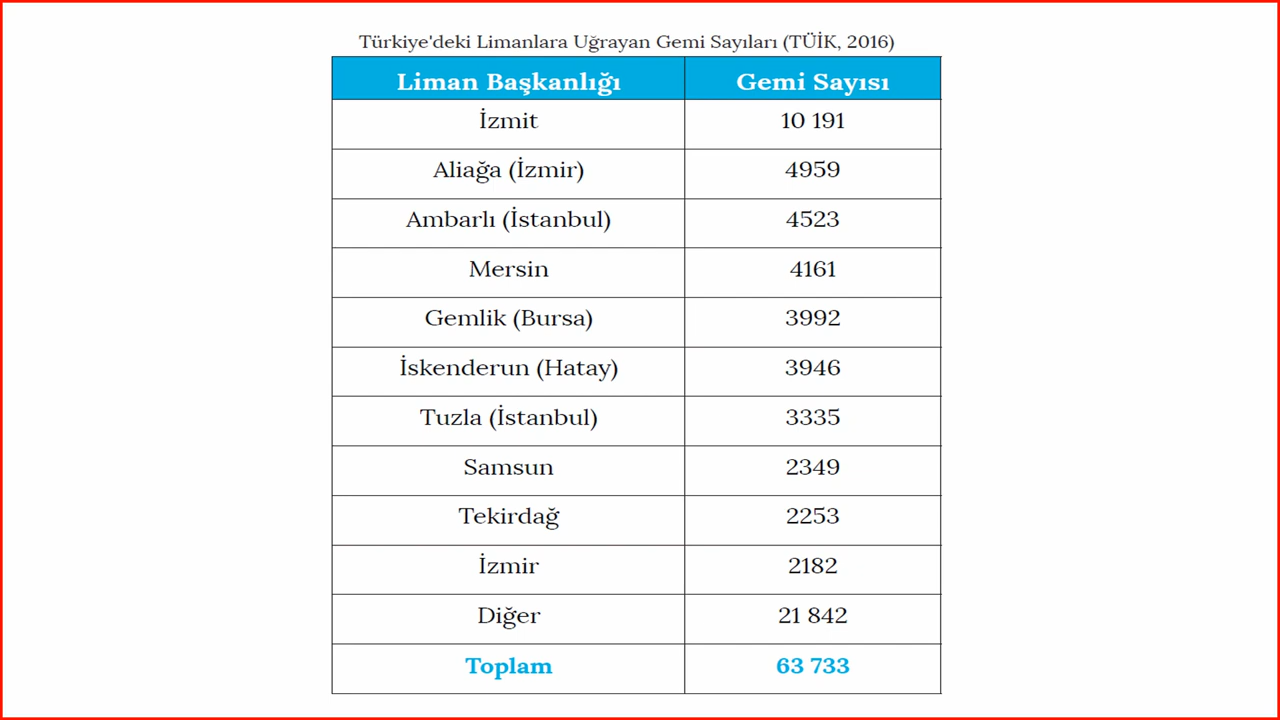 Türkiye'deki Limanlara Uğrayan Gemi Sayıları (TÜİK, 2016)
Liman Başkanlığı Gemi Sayısı
İzmit 10 191
Aliağa (İzmir) 4959
Ambarlı (İstanbul) 4523
Mersin 4161
Gemlik (Bursa) 3992
İskenderun (Hatay) 3946
Tuzla (İstanbul) 3335
Samsun 2349
Tekirdağ 2253
İzmir 2182
Diğer 21 842
Toplam 63 733